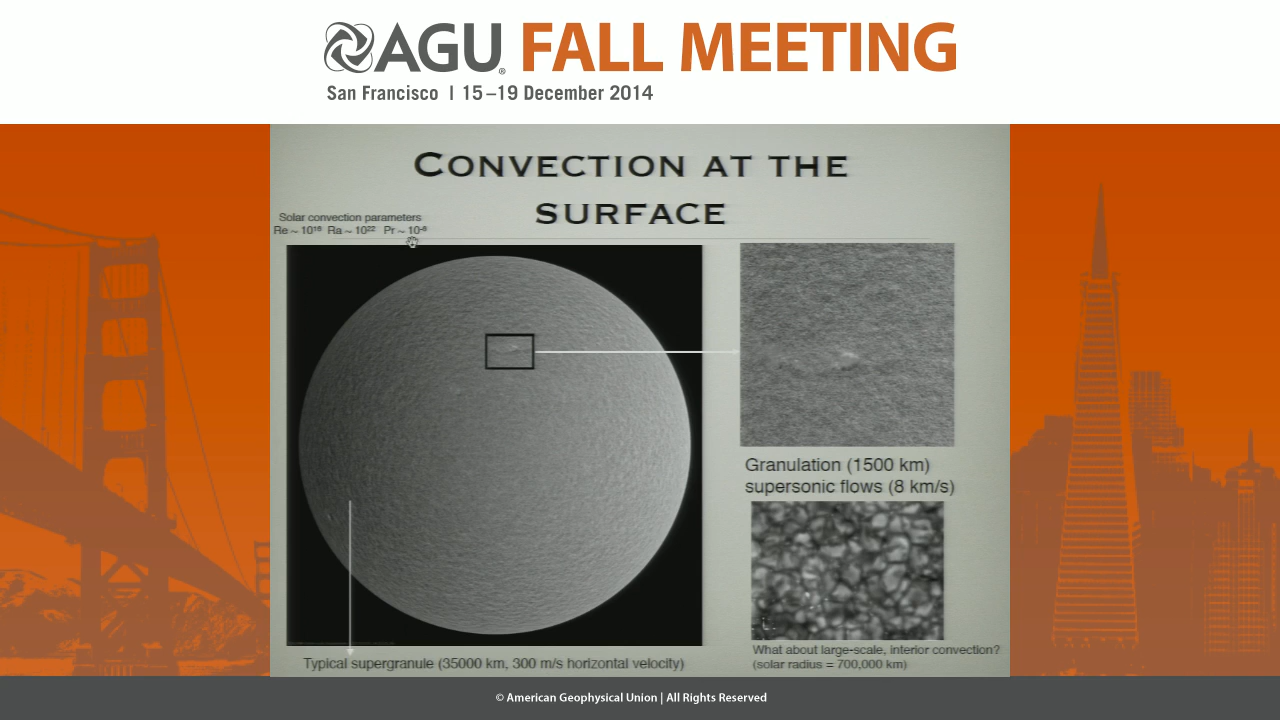 AGU FALL MEETING
San Francisco | 15–19 December 2014
CONVECTION AT THE
SURFACE
Solar convection parameters
Re ~ 10¹⁶ Ra ~ 10²² Pr ~ 10⁻⁶
Granulation (1500 km)
supersonic flows (8 km/s)
What about large-scale, interior convection?
(solar radius = 700,000 km)
Typical supergranule (35000 km, 300 m/s horizontal velocity)
© American Geophysical Union | All Rights Reserved